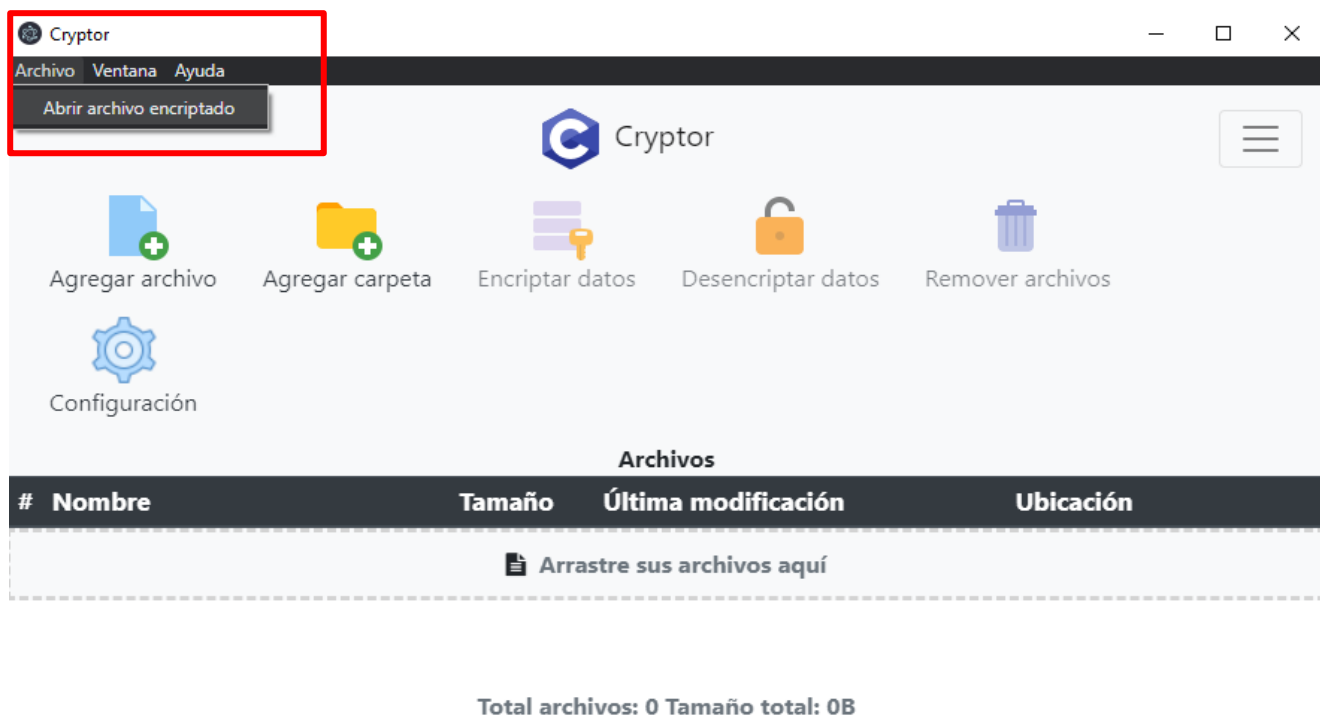 Cryptor
Archivo Ventana Ayuda
Abrir archivo encriptado
Cryptor
Agregar archivo Agregar carpeta Encriptar datos Desencriptar datos Remover archivos
Configuración
Archivos
# Nombre Tamaño Última modificación Ubicación
Arrastre sus archivos aquí
Total archivos: 0 Tamaño total: 0B